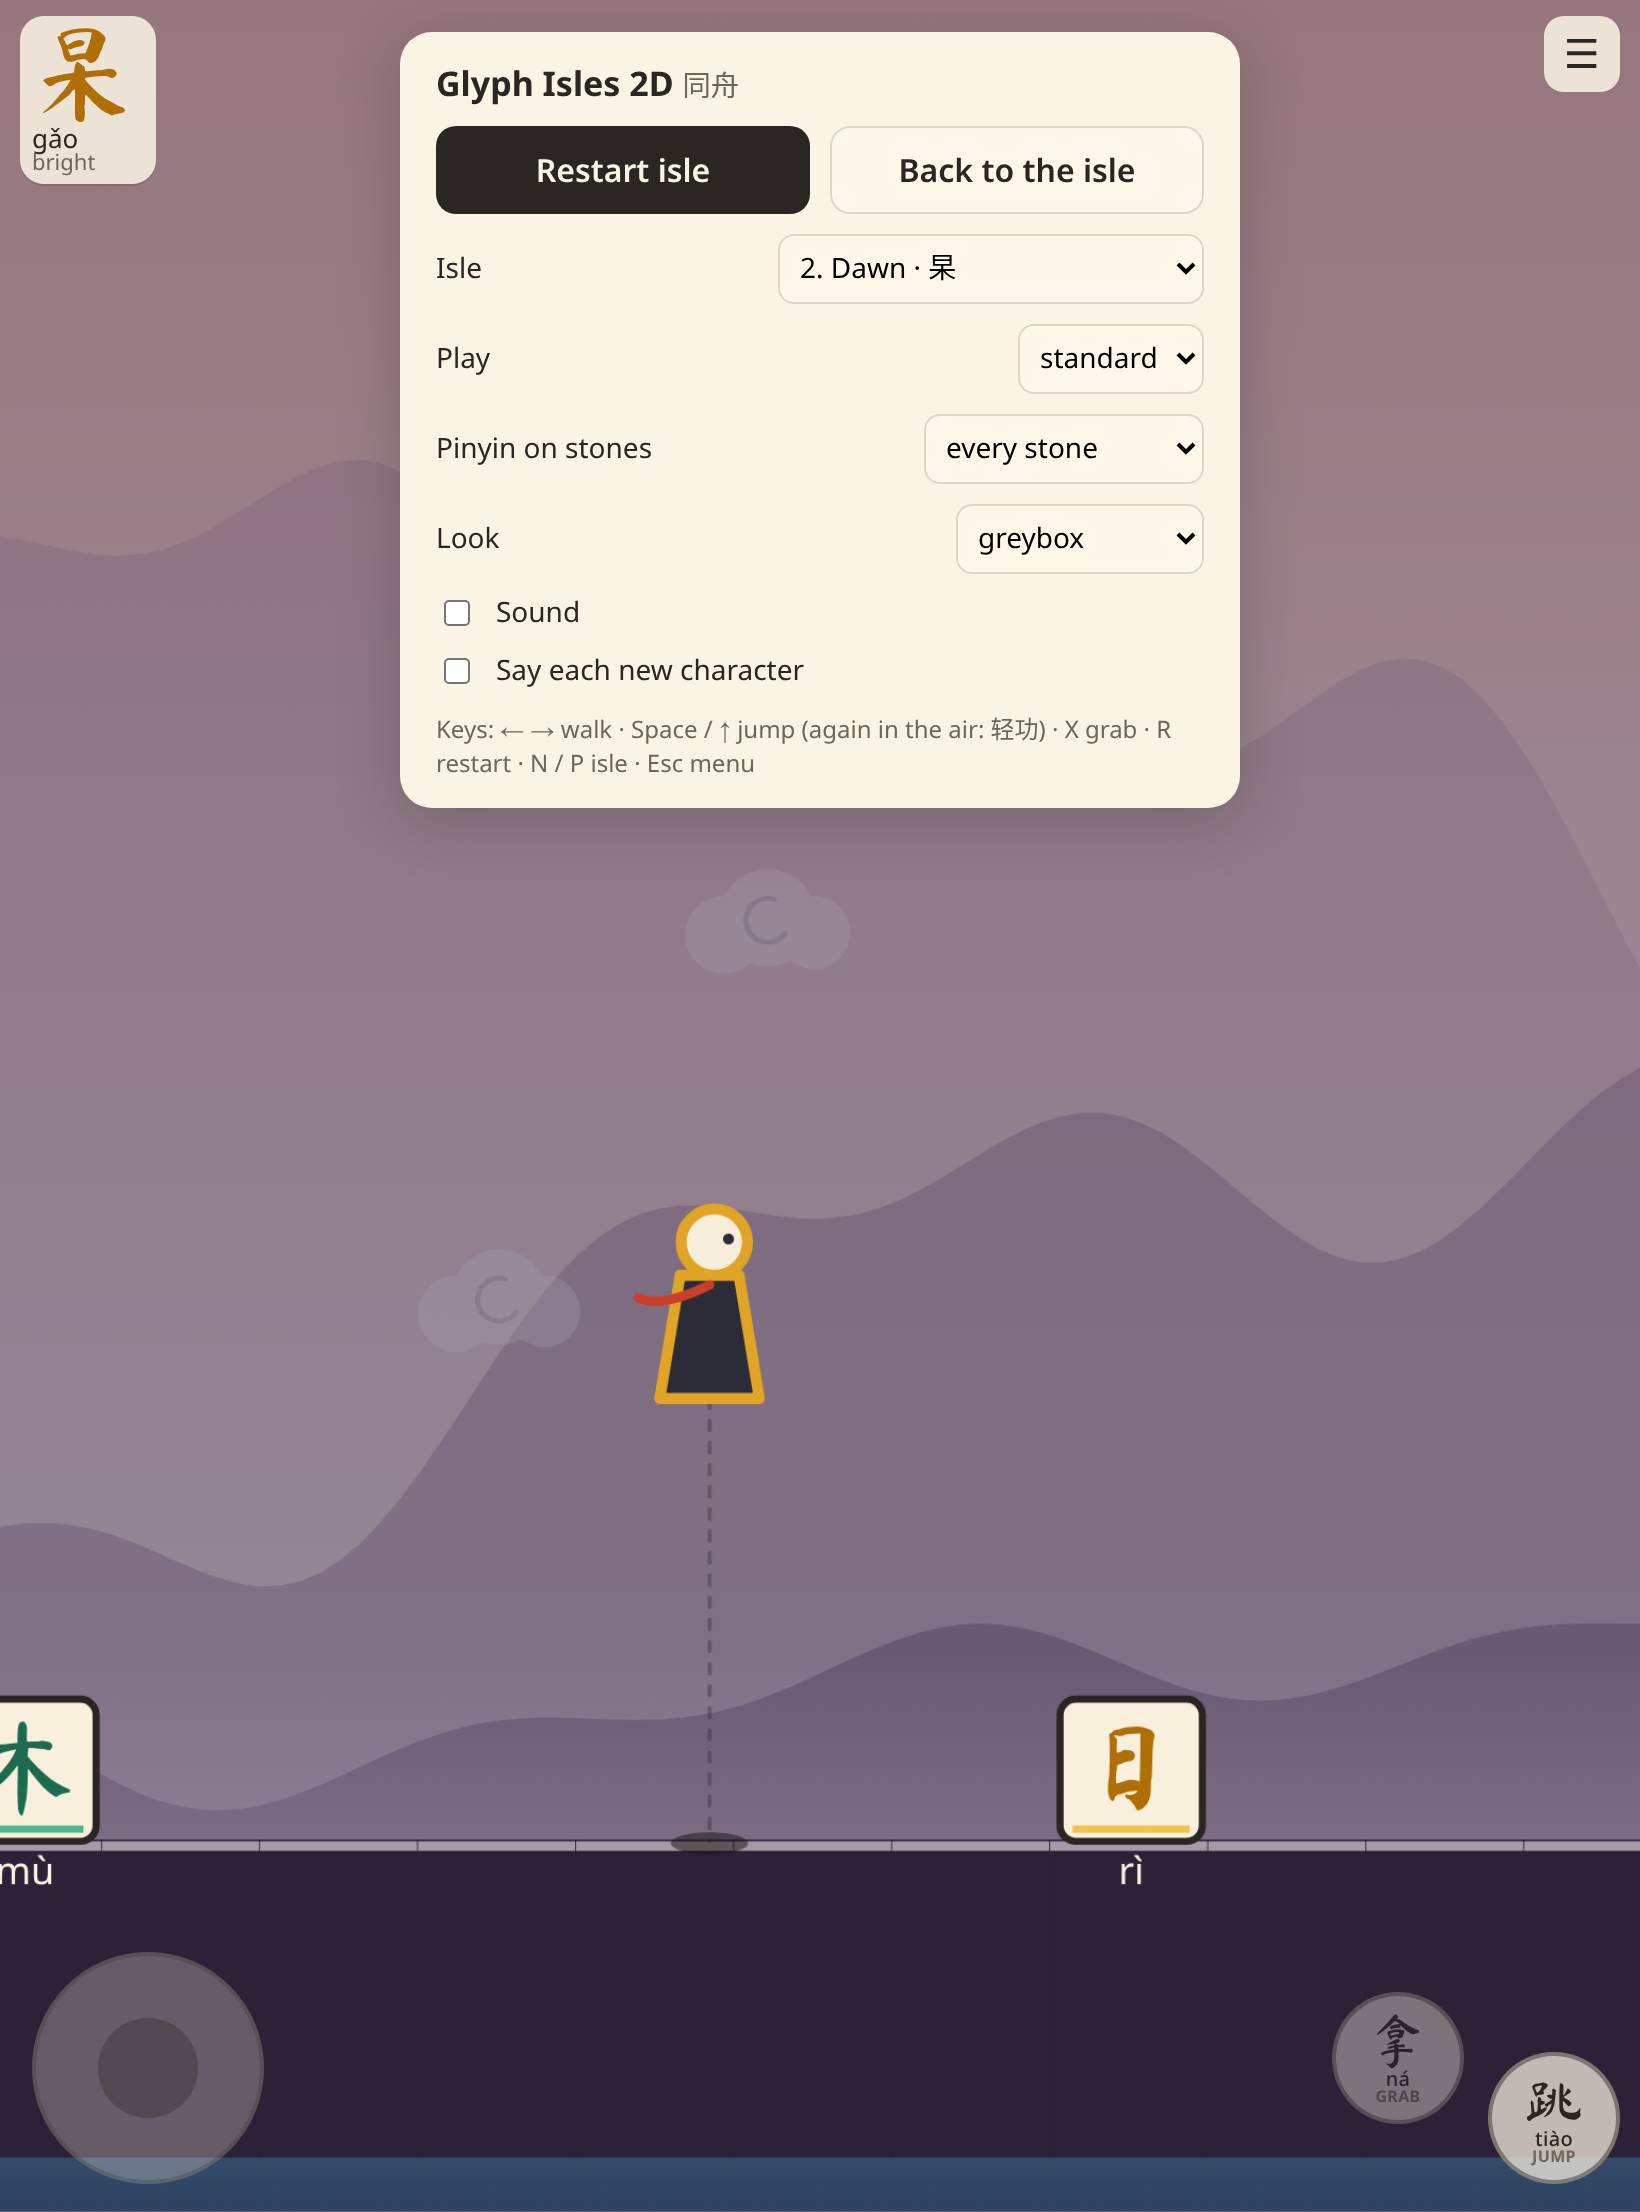 杲
gǎo
bright
☰
Glyph Isles 2D 同舟
Restart isle
Back to the isle
Isle
2. Dawn · 杲
Play
standard
Pinyin on stones
every stone
Look
greybox
Sound
Say each new character
Keys: ← → walk · Space / ↑ jump (again in the air: 轻功) · X grab · R
restart · N / P isle · Esc menu
木
mù
日
rì
拿
ná
GRAB
跳
tiào
JUMP